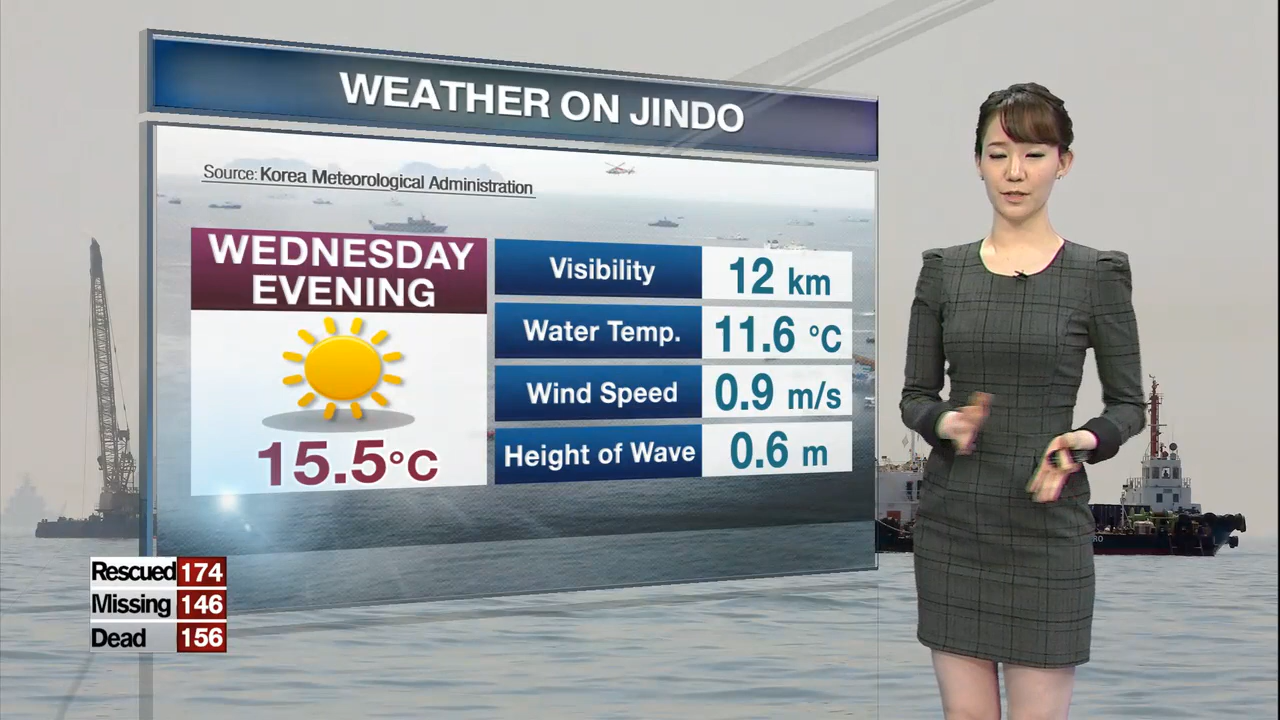 WEATHER ON JINDO
Source: Korea Meteorological Administration
WEDNESDAY
EVENING
15.5°C
Visibility 12 km
Water Temp. 11.6 °C
Wind Speed 0.9 m/s
Height of Wave 0.6 m
Rescued 174
Missing 146
Dead 156
RO